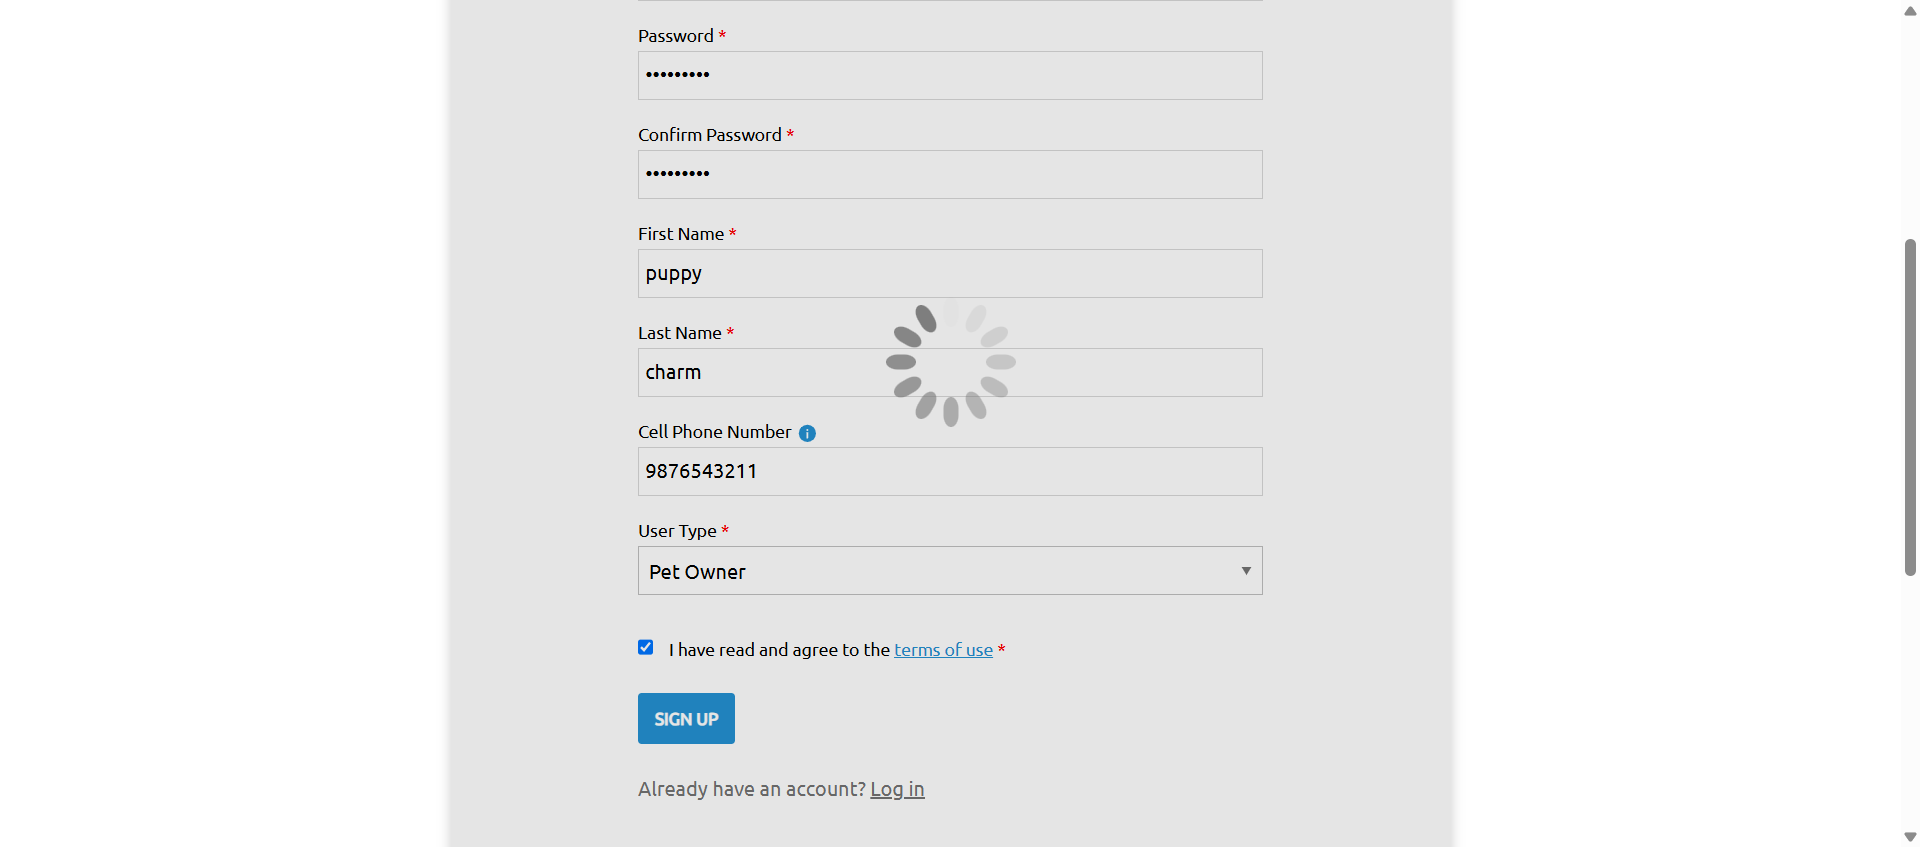 Password *
•••••••••
Confirm Password *
•••••••••
First Name *
puppy
Last Name *
charm
Cell Phone Number i
9876543211
User Type *
Pet Owner
I have read and agree to the terms of use *
SIGN UP
Already have an account? Log in